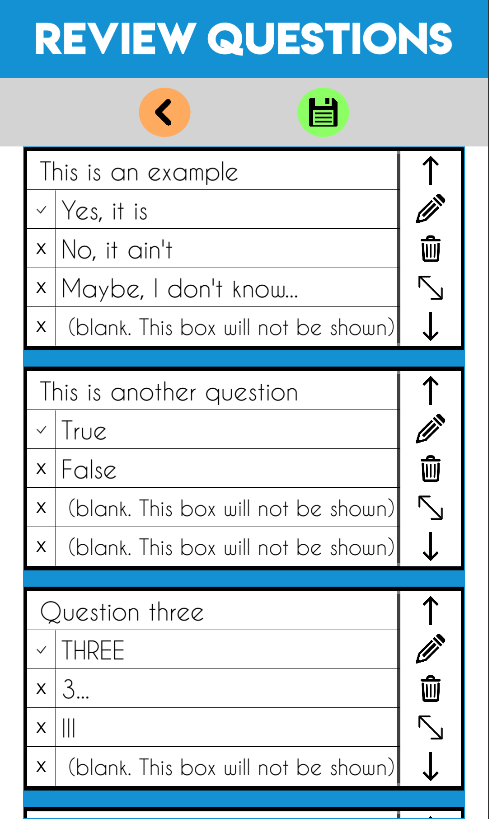 REVIEW QUESTIONS
This is an example
✓ Yes, it is
X No, it ain't
X Maybe, I don't know...
X (blank. This box will not be shown)
This is another question
✓ True
X False
X (blank. This box will not be shown)
X (blank. This box will not be shown)
Question three
✓ THREE
X 3...
X III
X (blank. This box will not be shown)